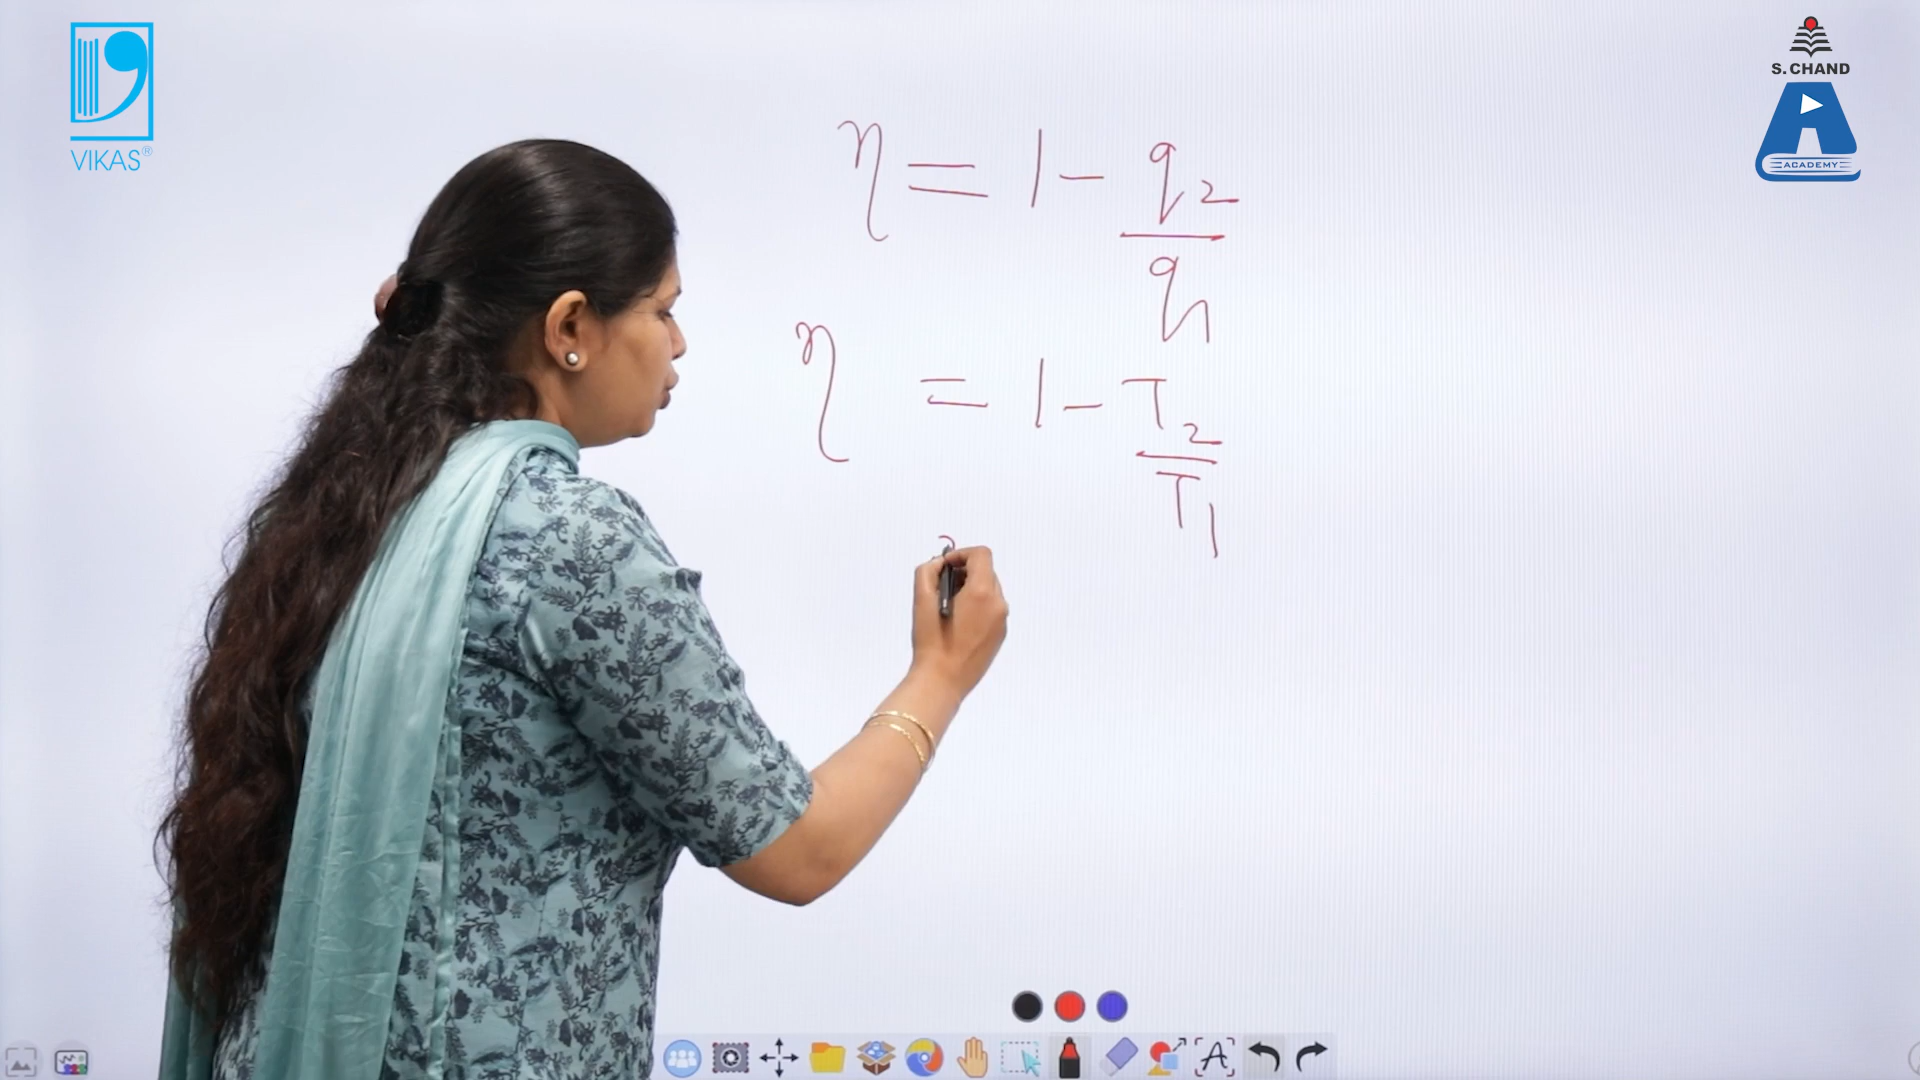 VIKAS®
S. CHAND
ACADEMY
η = 1 - q2/q1
η = 1 - T2/T1